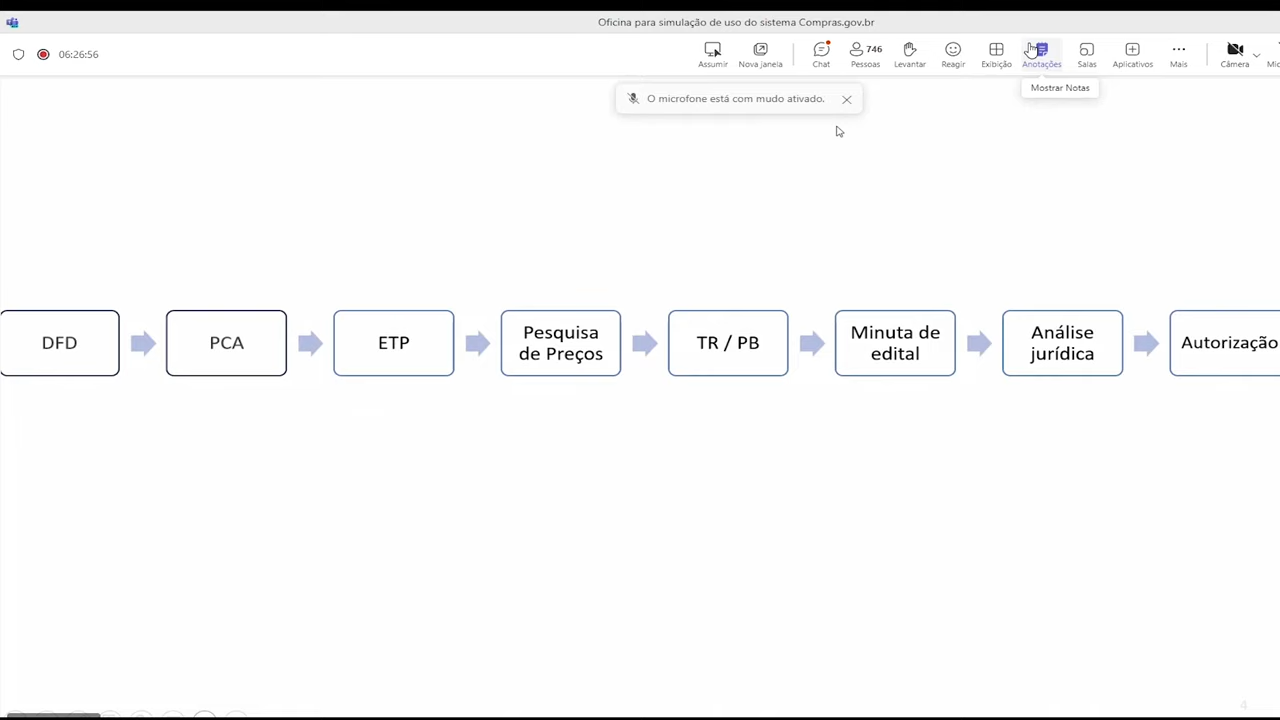 Oficina para simulação de uso do sistema Compras.gov.br
06:26:56
Assumir
Nova janela
Chat
746
Pessoas
Levantar
Reagir
Exibição
Anotações
Salas
Aplicativos
Mais
Câmera
Mostrar Notas
O microfone está com mudo ativado.
DFD
PCA
ETP
Pesquisa
de Preços
TR / PB
Minuta de
edital
Análise
jurídica
Autorização
4